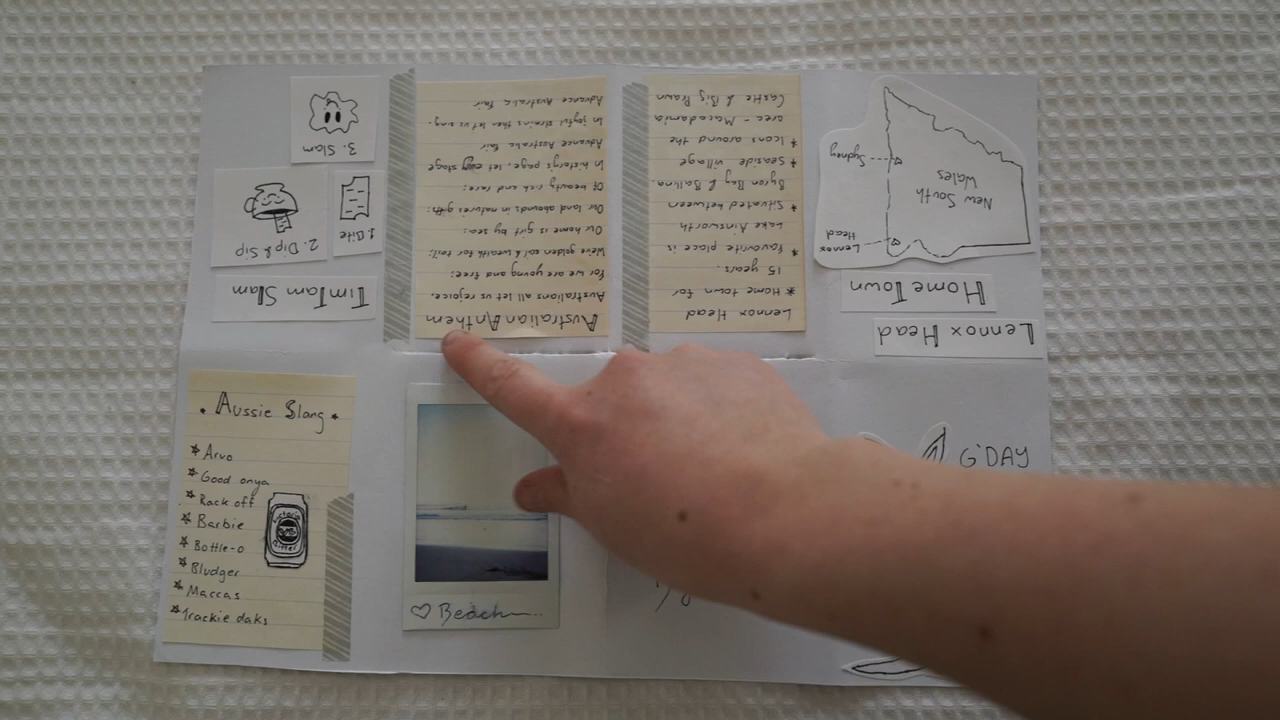 Lennox Head
Home Town
New South
Wales
Sydney
Lennox
Head
Lennox Head
* Home town for
15 years.
* Favourite place is
Lake Ainsworth
* Situated between
Byron Bay & Ballina.
* Seaside village
* Icons around the
area - Macadamia
Castle & Big Prawn
Australian Anthem
Australians all let us rejoice,
For we are young and free;
We've golden soil & wealth for toil;
Our home is girt by sea;
Our land abounds in natures gifts;
Of beauty rich and rare;
In history's page, let stage
Advance Australia fair
In joyful strains then let us sing,
Advance Australia fair
TimTam Slam
1. Bite
2. Dip & Sip
3. Slam
• Aussie Slang •
* Arvo
* Good onya
* Rack off
* Barbie
* Bottle-o
* Bludger
* Maccas
* Trackie daks
Victoria
Bitter
♡ Beach
G'DAY